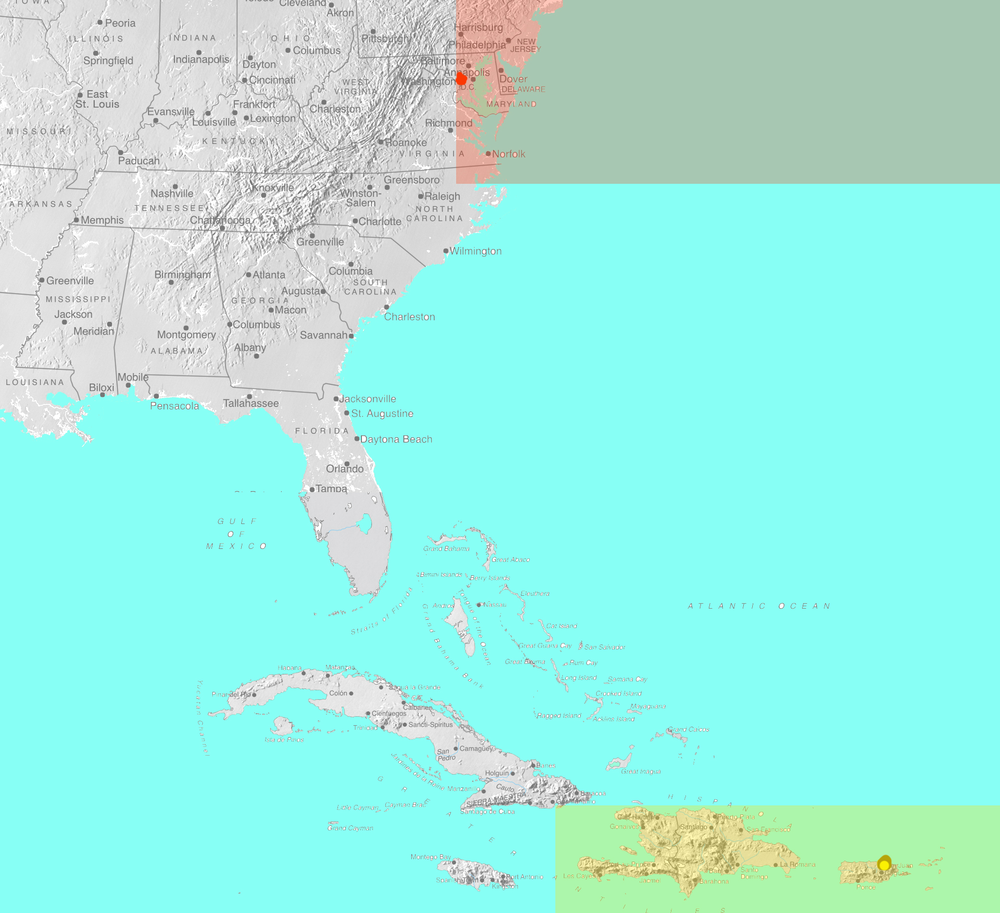 IOWA
Cleveland
Akron
Peoria
ILLINOIS
INDIANA
OHIO
Pittsburgh
Harrisburg
Philadelphia
NEW
JERSEY
Springfield
Indianapolis
Columbus
Dayton
Baltimore
Annapolis
Cincinnati
WEST
VIRGINIA
Washington
D.C.
Dover
DELAWARE
MARYLAND
East
St. Louis
Frankfort
Charleston
Evansville
Louisville
Lexington
Richmond
MISSOURI
KENTUCKY
Roanoke
VIRGINIA
Norfolk
Paducah
Greensboro
Nashville
Knoxville
Winston-
Salem
Raleigh
ARKANSAS
TENNESSEE
NORTH
CAROLINA
Memphis
Chattanooga
Charlotte
Greenville
Wilmington
Birmingham
Atlanta
Columbia
Greenville
SOUTH
CAROLINA
Augusta
MISSISSIPPI
GEORGIA
Macon
Jackson
Charleston
Meridian
Montgomery
Columbus
Savannah
Albany
ALABAMA
LOUISIANA
Mobile
Biloxi
Pensacola
Tallahassee
Jacksonville
St. Augustine
FLORIDA
Daytona Beach
Orlando
Tampa
GULF
OF
MEXICO
Grand Bahama
Great Abaco
Bimini Islands
Berry Islands
Eleuthera
Straits of Florida
Tongue of the Ocean
Andros
Nassau
ATLANTIC OCEAN
Grand Bahama Bank
Cat Island
Great Guana Cay
San Salvador
Great Exuma
Rum Cay
Long Island
Samana Cay
Habana
Matanzas
Yucatan Channel
Pinar del Rio
Colón
Sagua la Grande
Crooked Island
Caibarien
Mayaguana
Cienfuegos
Ragged Island
Acklins Island
Trinidad
Sancti-Spiritus
Isla de Pinos
Grand Caicos
San
Pedro
Camagüey
Jardines de la Reine
Banes
Great Inagua
Holguín
Manzanillo
Cauto
Baracoa
SIERRA MAESTRA
Guantanamo
Santiago de Cuba
HISPANOLA
Little Cayman
Cayman Brac
Grand Cayman
GREATER ANTILLES
Cap-Haitien
Puerto Plata
Gonaives
Santiago
San Francisco
Montego Bay
Port-au-Prince
La Romana
Les Cayes
Bani
Santo
Domingo
Juan
Caguas
Port Antonio
Spanish Town
Kingston
Jacmel
Barahona
Ponce